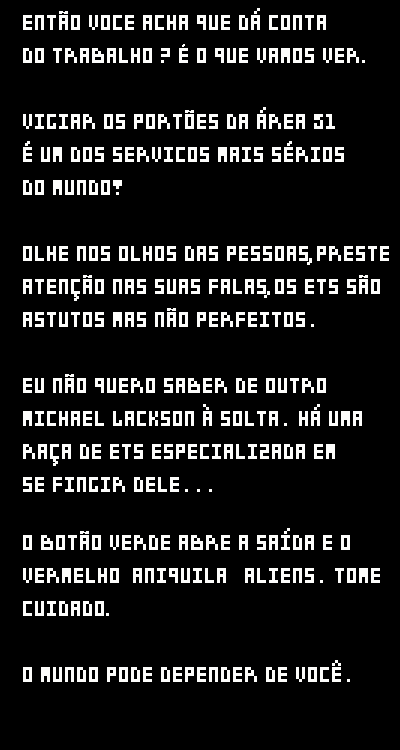 ENTÃO VOCE ACHA QUE DÁ CONTA
DO TRABALHO ? É O QUE VAMOS VER.
VIGIAR OS PORTÕES DA ÁREA 51
É UM DOS SERVICOS MAIS SÉRIOS
DO MUNDO!
OLHE NOS OLHOS DAS PESSOAS,PRESTE
ATENÇÃO NAS SUAS FALAS,OS ETS SÃO
ASTUTOS MAS NÃO PERFEITOS.
EU NÃO QUERO SABER DE OUTRO
MICHAEL LACKSON À SOLTA. HÁ UMA
RAÇA DE ETS ESPECIALIZADA EM
SE FINGIR DELE...
O BOTÃO VERDE ABRE A SAÍDA E O
VERMELHO ANIQUILA ALIENS. TOME
CUIDADO.
O MUNDO PODE DEPENDER DE VOCÊ.